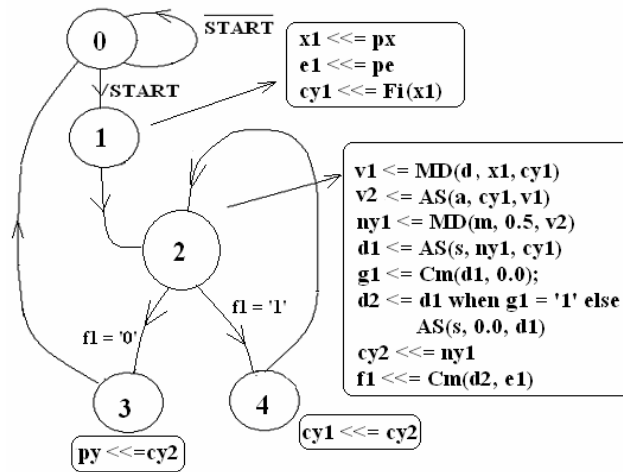 0
START
START
1
x1 <<= px
e1 <<= pe
cy1 <<= Fi(x1)
2
v1 <= MD(d, x1, cy1)
v2 <= AS(a, cy1, v1)
ny1 <= MD(m, 0.5, v2)
d1 <= AS(s, ny1, cy1)
g1 <= Cm(d1, 0.0);
d2 <= d1 when g1 = '1' else
AS(s, 0.0, d1)
cy2 <<= ny1
f1 <<= Cm(d2, e1)
f1 = '0'
f1 = '1'
3
4
py <<=cy2
cy1 <<= cy2